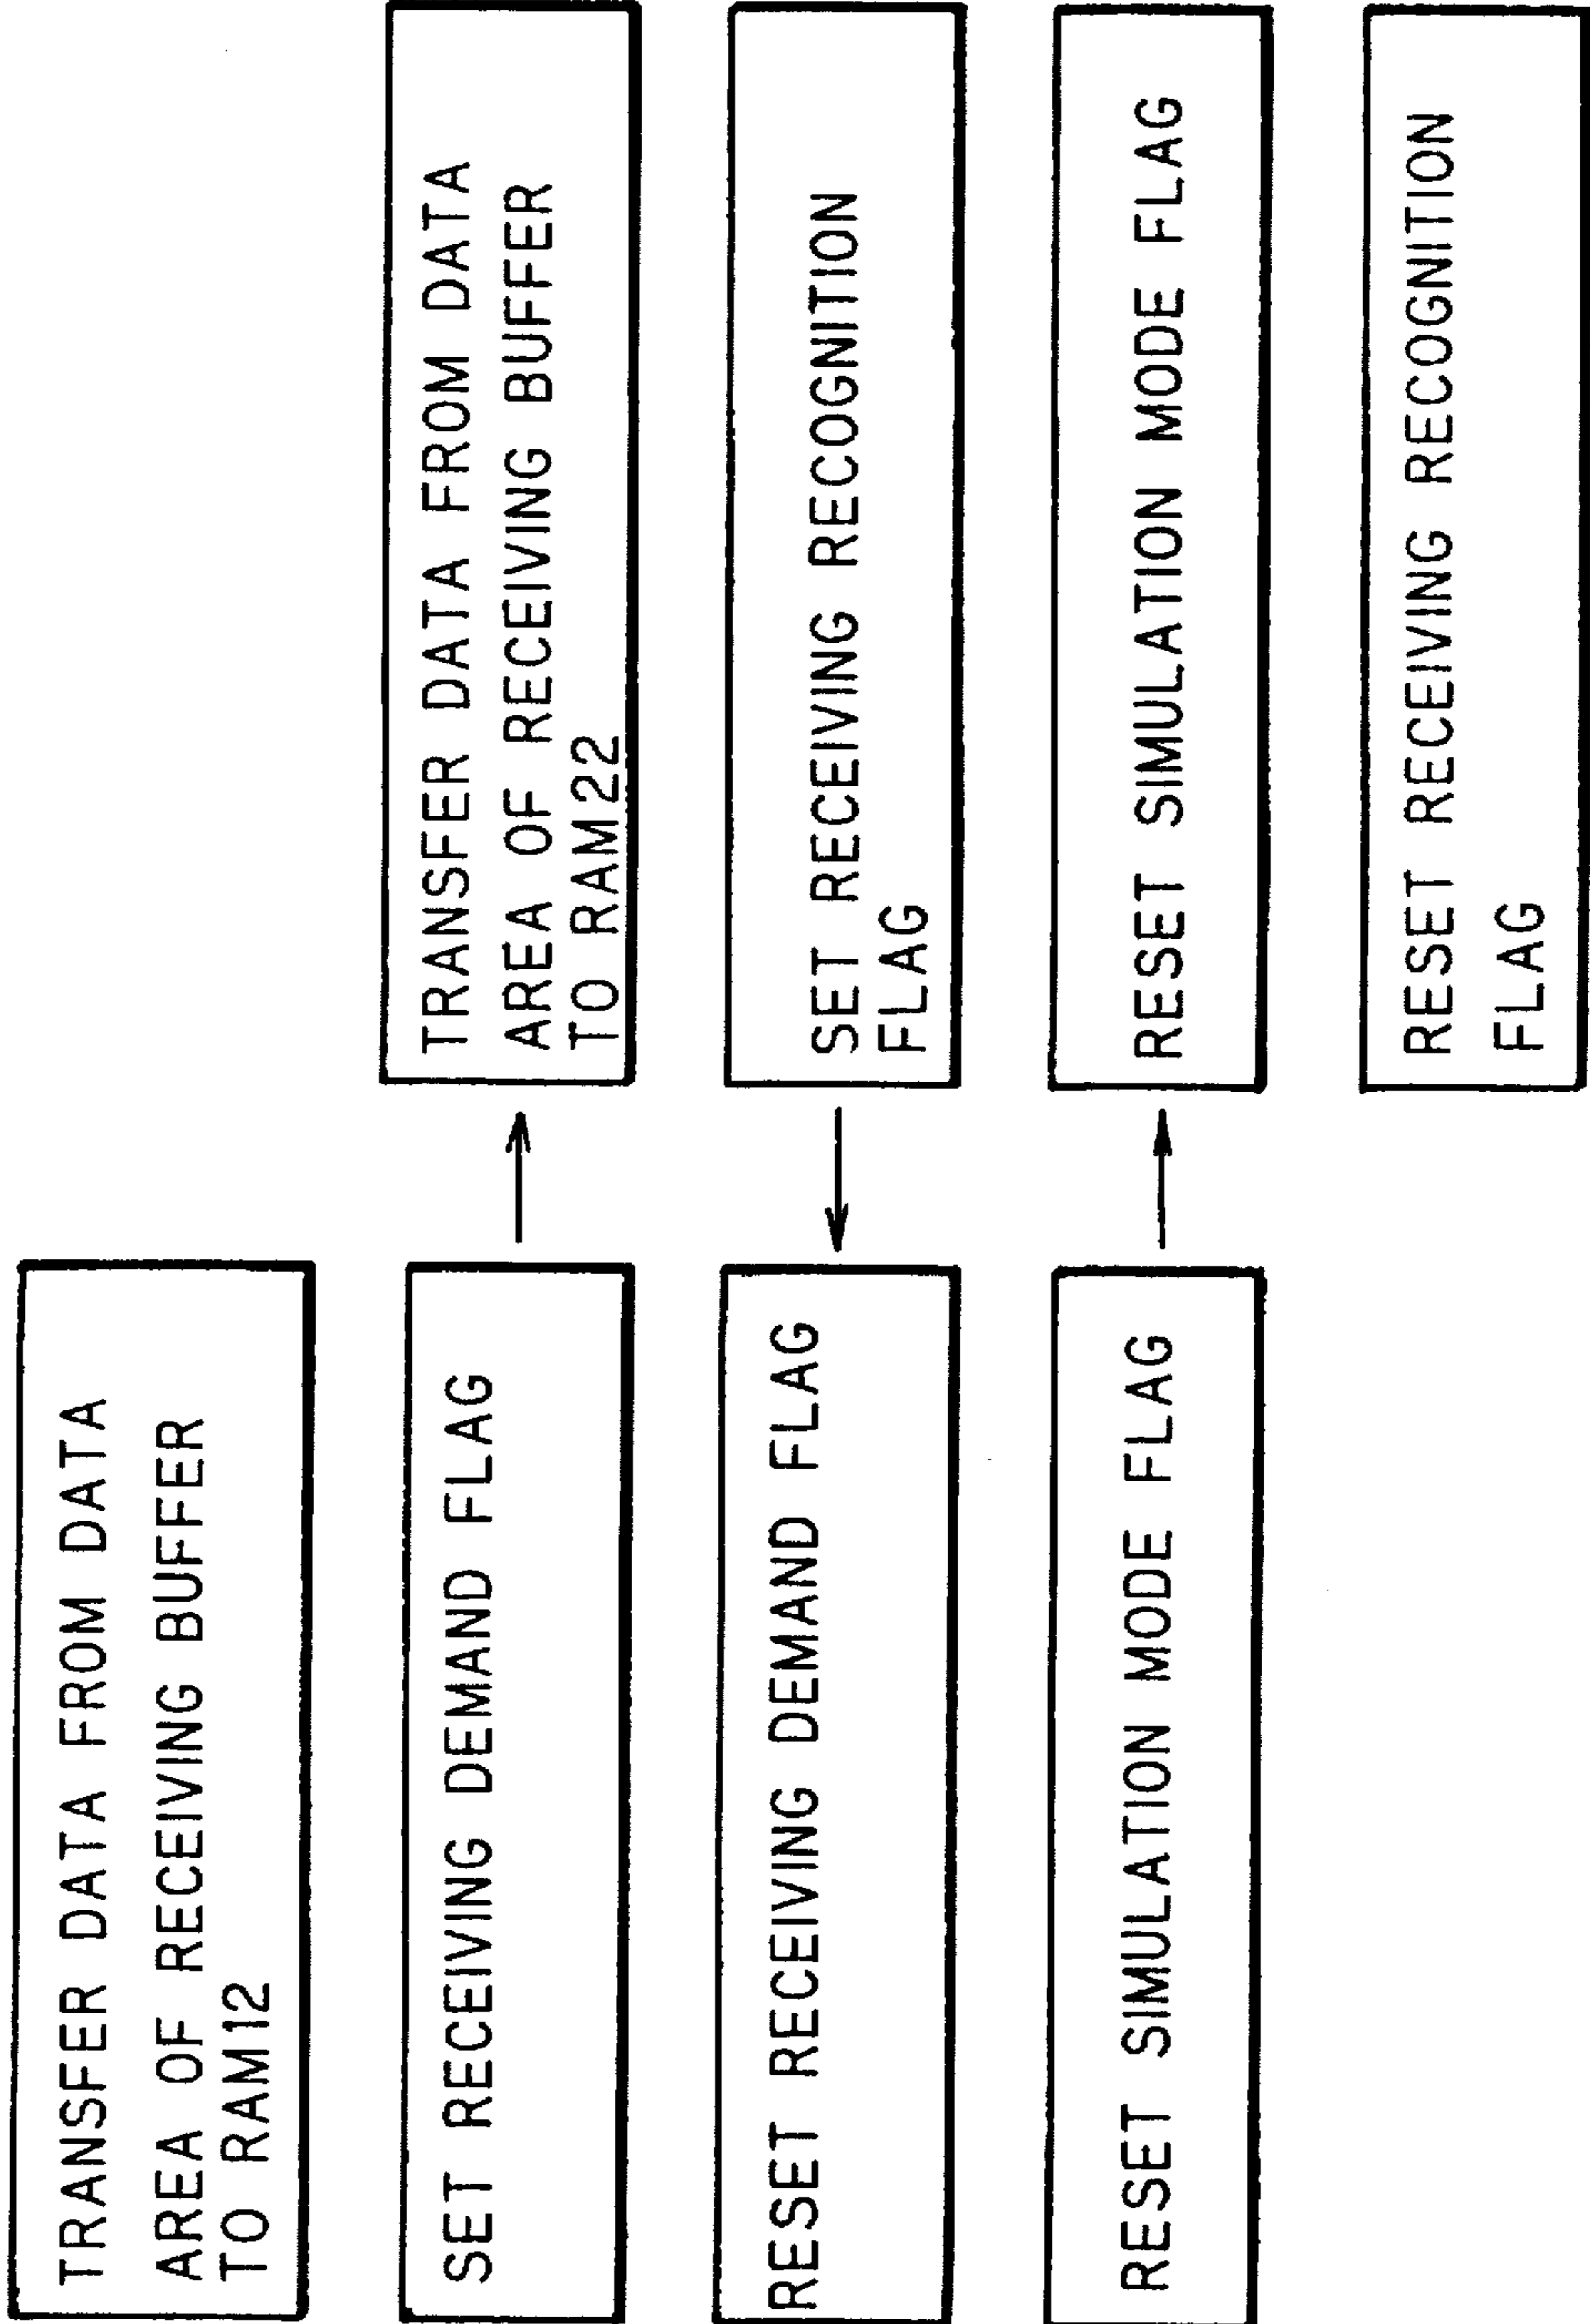 TRANSFER DATA FROM DATA
AREA OF RECEIVING BUFFER
TO RAM12
SET RECEIVING DEMAND FLAG
TRANSFER DATA FROM DATA
AREA OF RECEIVING BUFFER
TO RAM22
RESET RECEIVING DEMAND FLAG
SET RECEIVING RECOGNITION
FLAG
RESET SIMULATION MODE FLAG
RESET SIMULATION MODE FLAG
RESET RECEIVING RECOGNITION
FLAG